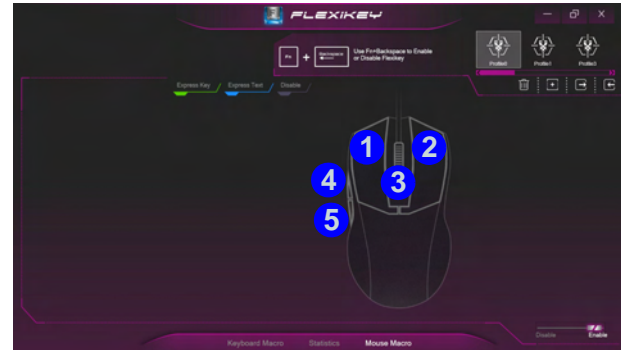 FLEXIKEY
Fn + Backspace Use Fn+Backspace to Enable
or Disable Flexikey
Profile0 Profile1 Profile2
Express Key / Express Text / Disable /
1 2
3
4
5
Disable Enable
Keyboard Macro Statistics Mouse Macro